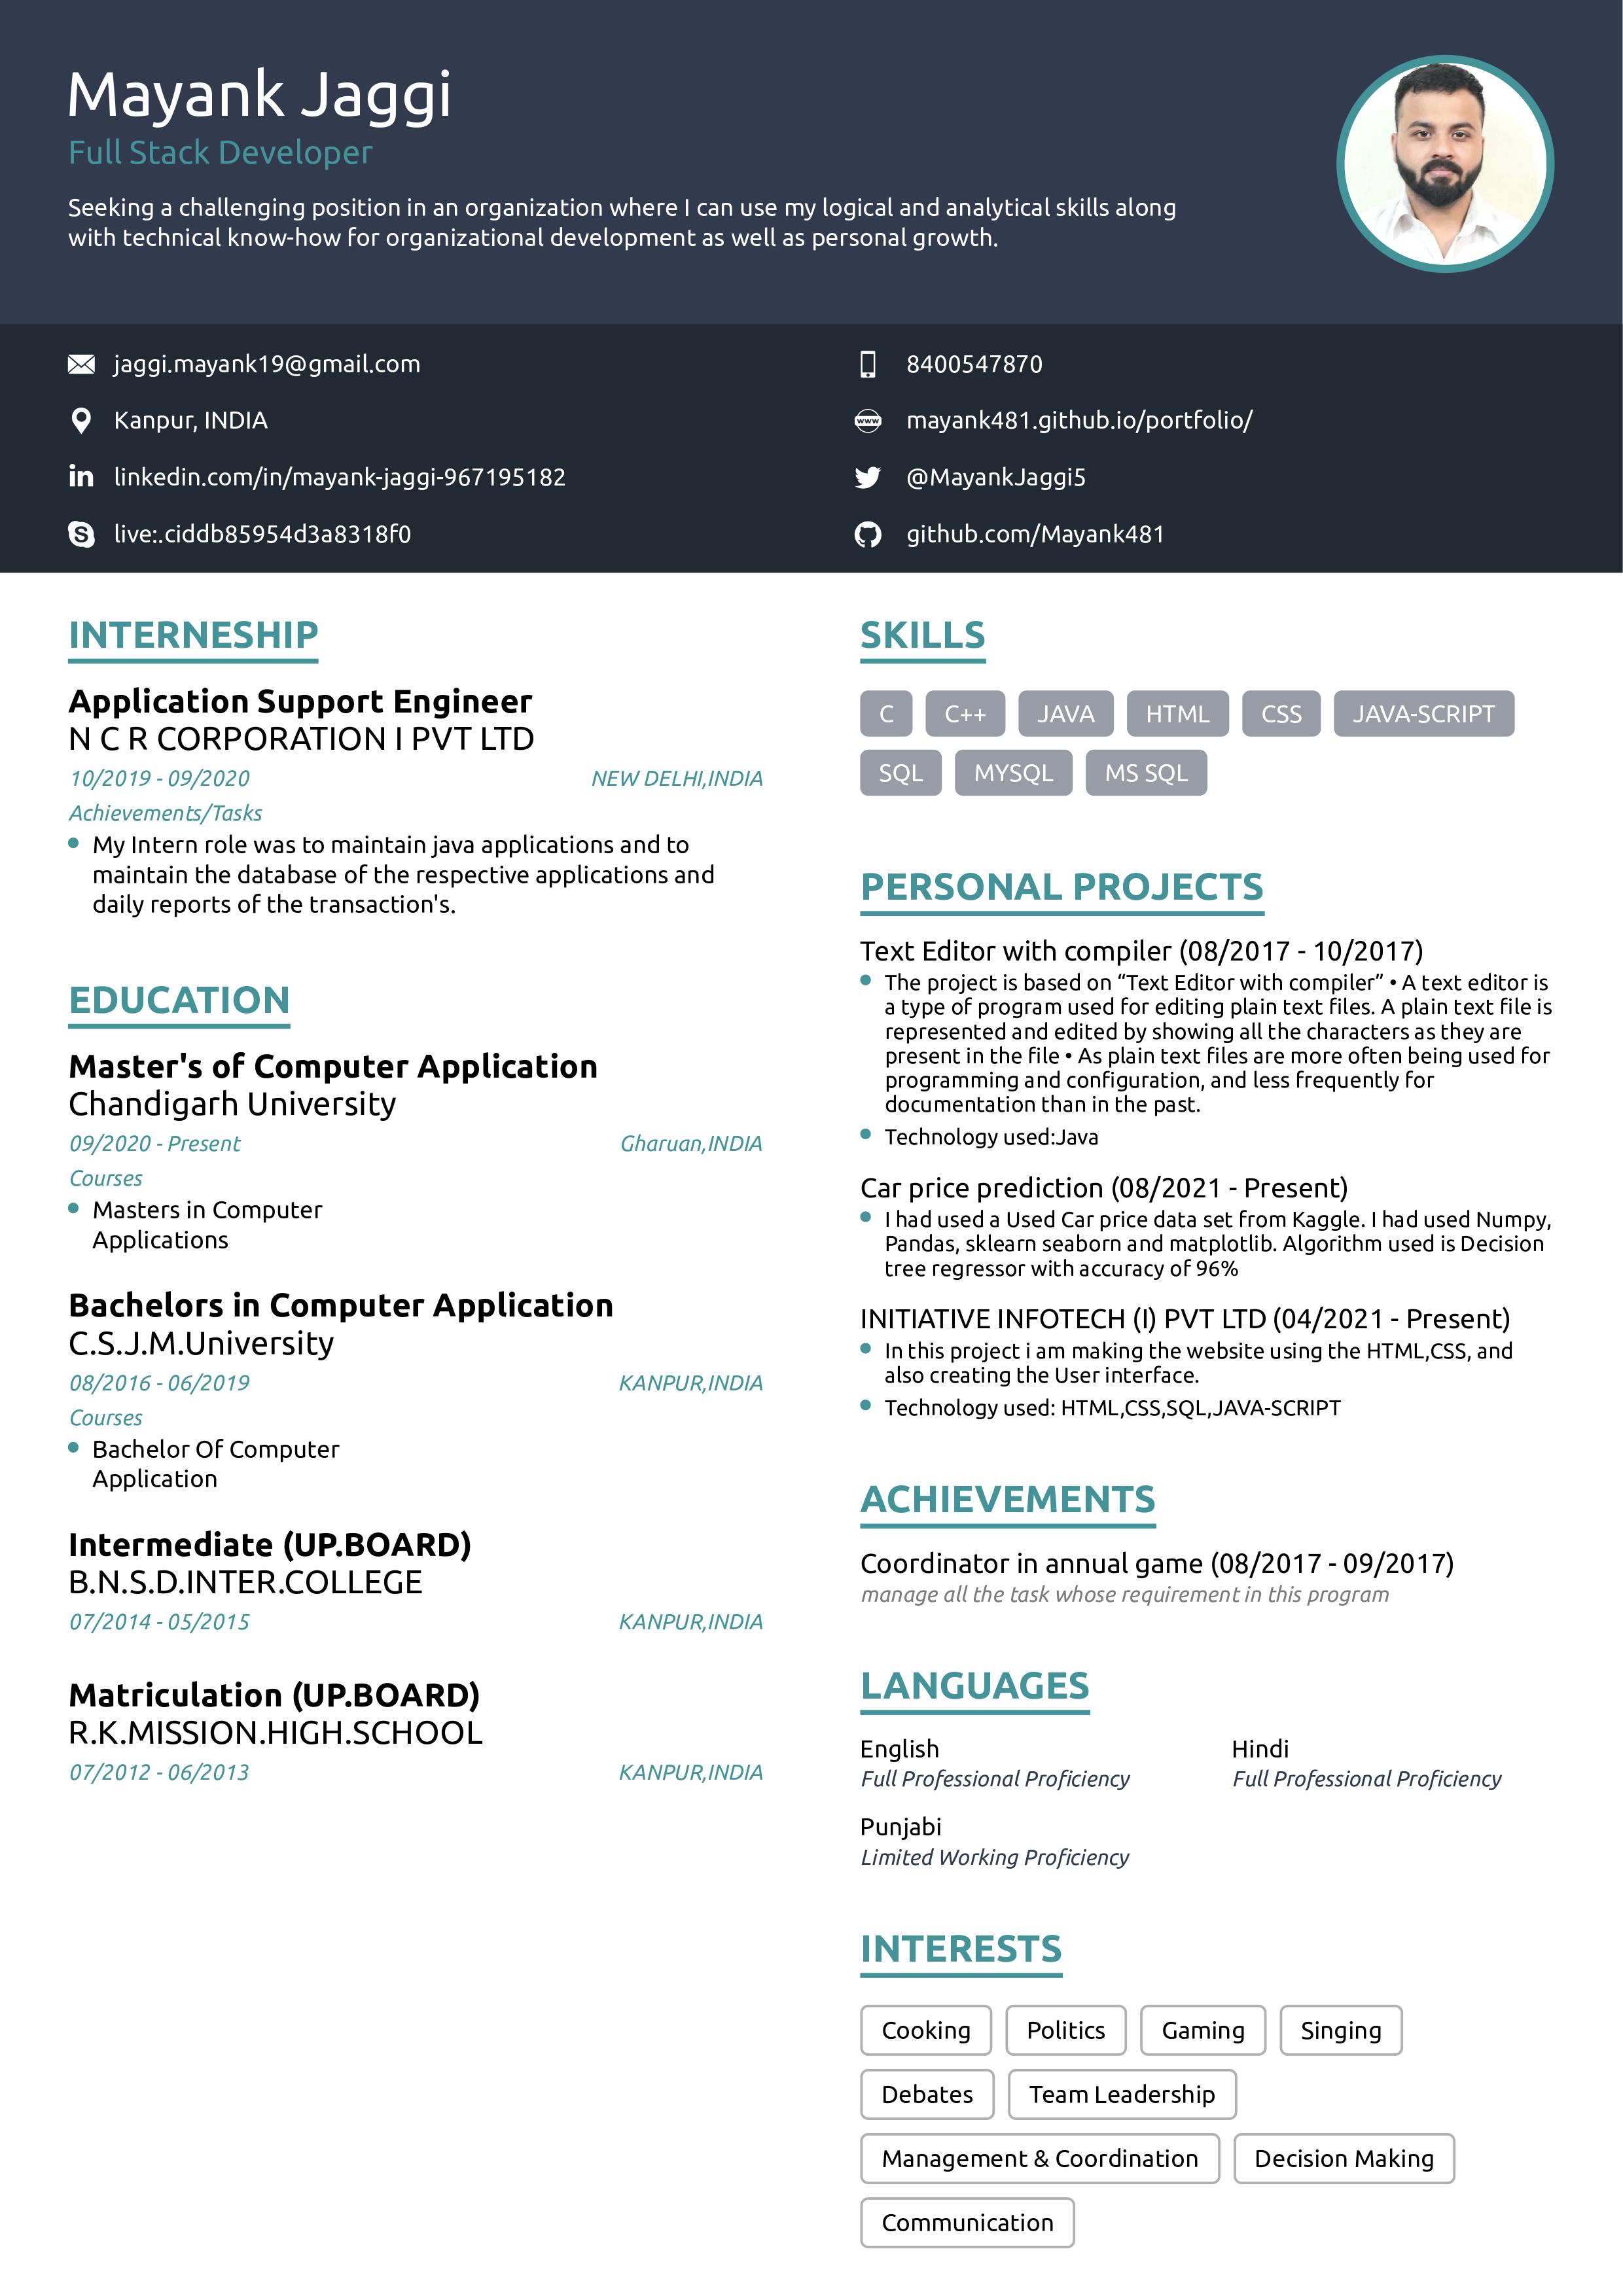 Mayank Jaggi
Full Stack Developer
Seeking a challenging position in an organization where I can use my logical and analytical skills along
with technical know-how for organizational development as well as personal growth.
jaggi.mayank19@gmail.com
8400547870
Kanpur, INDIA
mayank481.github.io/portfolio/
linkedin.com/in/mayank-jaggi-967195182
@MayankJaggi5
live:.ciddb85954d3a8318f0
github.com/Mayank481
INTERNESHIP
Application Support Engineer
N C R CORPORATION I PVT LTD
10/2019 - 09/2020 NEW DELHI,INDIA
Achievements/Tasks
My Intern role was to maintain java applications and to
maintain the database of the respective applications and
daily reports of the transaction's.
EDUCATION
Master's of Computer Application
Chandigarh University
09/2020 - Present Gharuan,INDIA
Courses
Masters in Computer
Applications
Bachelors in Computer Application
C.S.J.M.University
08/2016 - 06/2019 KANPUR,INDIA
Courses
Bachelor Of Computer
Application
Intermediate (UP.BOARD)
B.N.S.D.INTER.COLLEGE
07/2014 - 05/2015 KANPUR,INDIA
Matriculation (UP.BOARD)
R.K.MISSION.HIGH.SCHOOL
07/2012 - 06/2013 KANPUR,INDIA
SKILLS
C C++ JAVA HTML CSS JAVA-SCRIPT
SQL MYSQL MS SQL
PERSONAL PROJECTS
Text Editor with compiler (08/2017 - 10/2017)
The project is based on “Text Editor with compiler” • A text editor is
a type of program used for editing plain text files. A plain text file is
represented and edited by showing all the characters as they are
present in the file • As plain text files are more often being used for
programming and configuration, and less frequently for
documentation than in the past.
Technology used:Java
Car price prediction (08/2021 - Present)
I had used a Used Car price data set from Kaggle. I had used Numpy,
Pandas, sklearn seaborn and matplotlib. Algorithm used is Decision
tree regressor with accuracy of 96%
INITIATIVE INFOTECH (I) PVT LTD (04/2021 - Present)
In this project i am making the website using the HTML,CSS, and
also creating the User interface.
Technology used: HTML,CSS,SQL,JAVA-SCRIPT
ACHIEVEMENTS
Coordinator in annual game (08/2017 - 09/2017)
manage all the task whose requirement in this program
LANGUAGES
English Hindi
Full Professional Proficiency Full Professional Proficiency
Punjabi
Limited Working Proficiency
INTERESTS
Cooking Politics Gaming Singing
Debates Team Leadership
Management & Coordination Decision Making
Communication